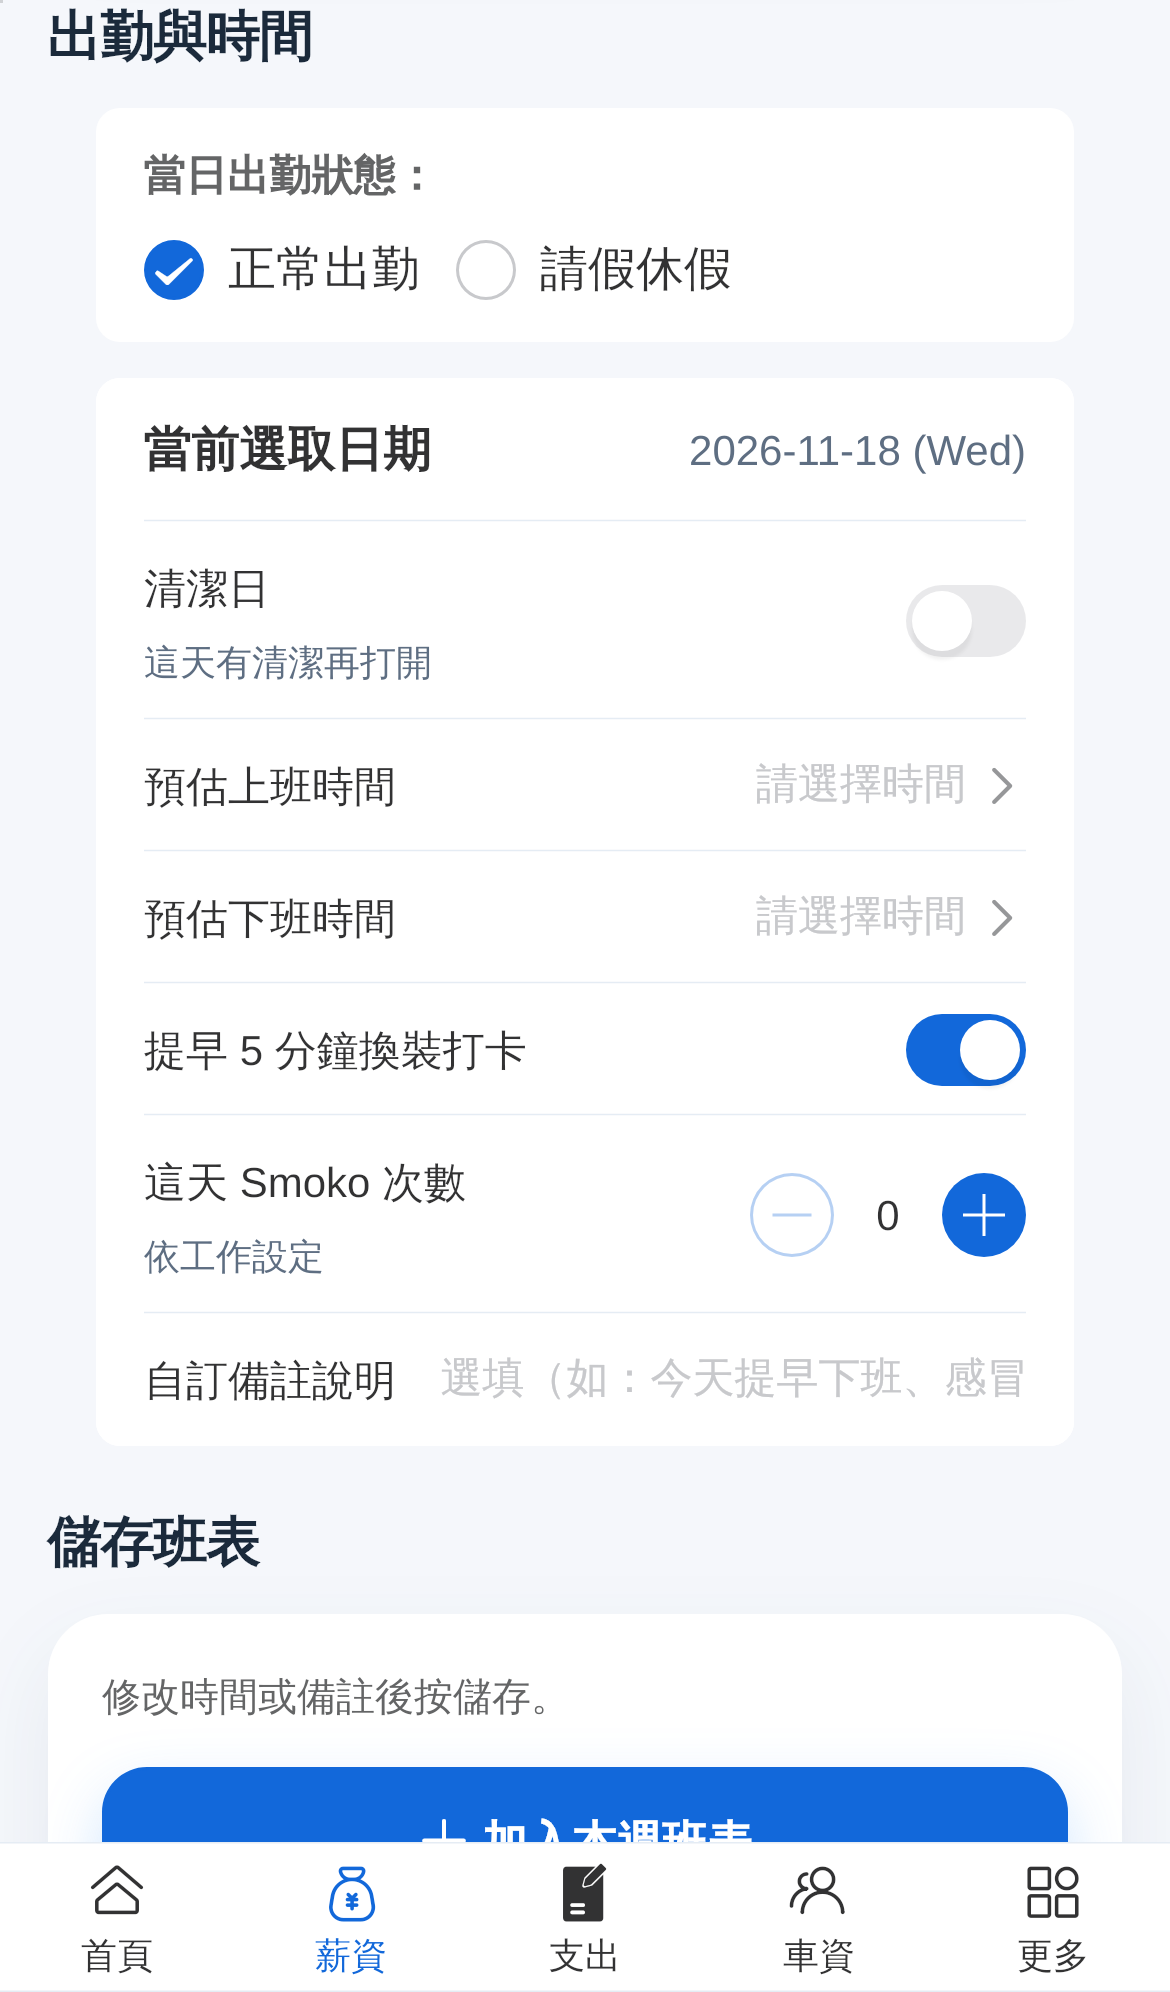 出勤與時間
當日出勤狀態：
正常出勤 請假休假
當前選取日期 2026-11-18 (Wed)
清潔日
這天有清潔再打開
預估上班時間 請選擇時間
預估下班時間 請選擇時間
提早 5 分鐘換裝打卡
這天 Smoko 次數
0
依工作設定
自訂備註說明 選填（如：今天提早下班、感冒
儲存班表
修改時間或備註後按儲存。
加入本週班表
首頁 薪資 支出 車資 更多